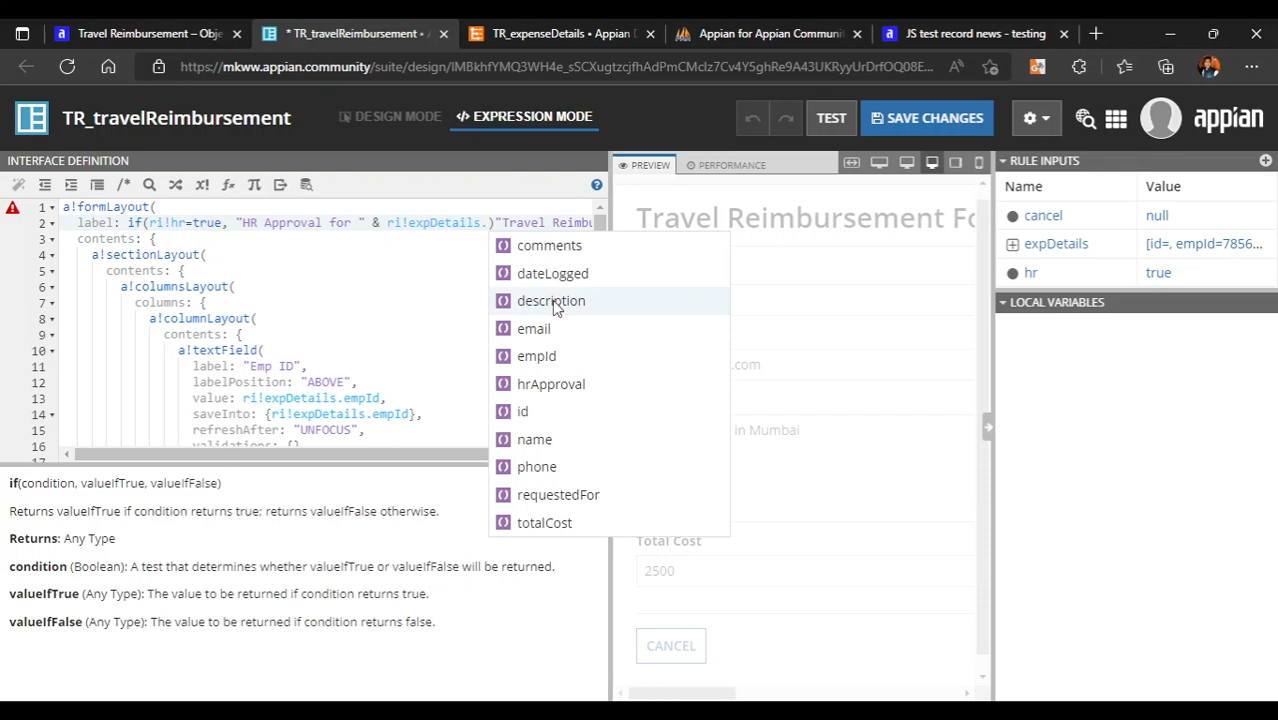 Travel Reimbursement – Obje
* TR_travelReimbursement •
TR_expenseDetails • Appian D
Appian for Appian Communit
JS test record news - testing
https://mkww.appian.community/suite/design/
TR_travelReimbursement
DESIGN MODE
</> EXPRESSION MODE
TEST
SAVE CHANGES
appian
INTERFACE DEFINITION
PREVIEW
PERFORMANCE
RULE INPUTS
Name Value
cancel null
expDetails [id=, empId=7856...
hr true
LOCAL VARIABLES
1 a!formLayout(
2 label: if(ri!hr=true, "HR Approval for " & ri!expDetails.)"Travel Reimbu
3 contents: {
4 a!sectionLayout(
5 contents: {
6 a!columnsLayout(
7 columns: {
8 a!columnLayout(
9 contents: {
10 a!textField(
11 label: "Emp ID",
12 labelPosition: "ABOVE",
13 value: ri!expDetails.empId,
14 saveInto: {ri!expDetails.empId},
15 refreshAfter: "UNFOCUS",
16 validations: {}
17
comments
dateLogged
description
email
empId
hrApproval
id
name
phone
requestedFor
totalCost
Travel Reimbursement Fo
.com
in Mumbai
Total Cost
2500
CANCEL
if(condition, valueIfTrue, valueIfFalse)
Returns valueIfTrue if condition returns true; returns valueIfFalse otherwise.
Returns: Any Type
condition (Boolean): A test that determines whether valueIfTrue or valueIfFalse will be returned.
valueIfTrue (Any Type): The value to be returned if condition returns true.
valueIfFalse (Any Type): The value to be returned if condition returns false.